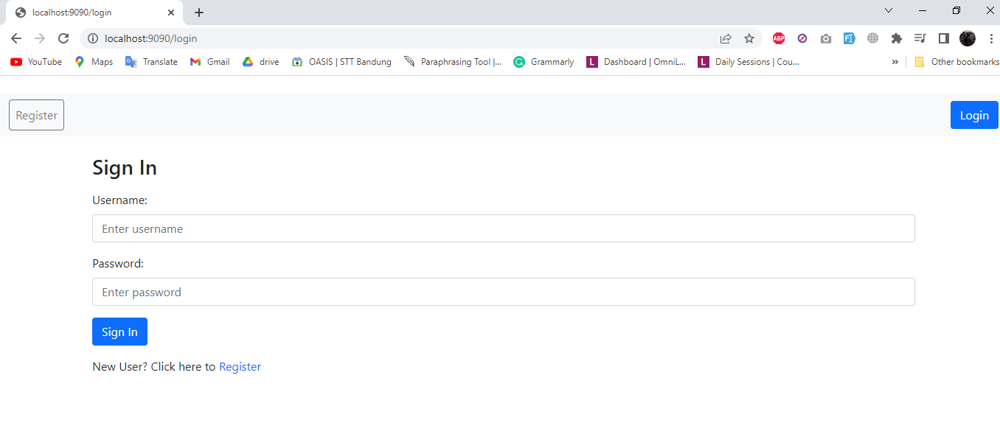 localhost:9090/login
localhost:9090/login
ABP
YouTube Maps Translate Gmail drive OASIS | STT Bandung Paraphrasing Tool |... Grammarly L Dashboard | OmniL... L Daily Sessions | Cou... » Other bookmarks
Register Login
Sign In
Username:
Enter username
Password:
Enter password
Sign In
New User? Click here to Register